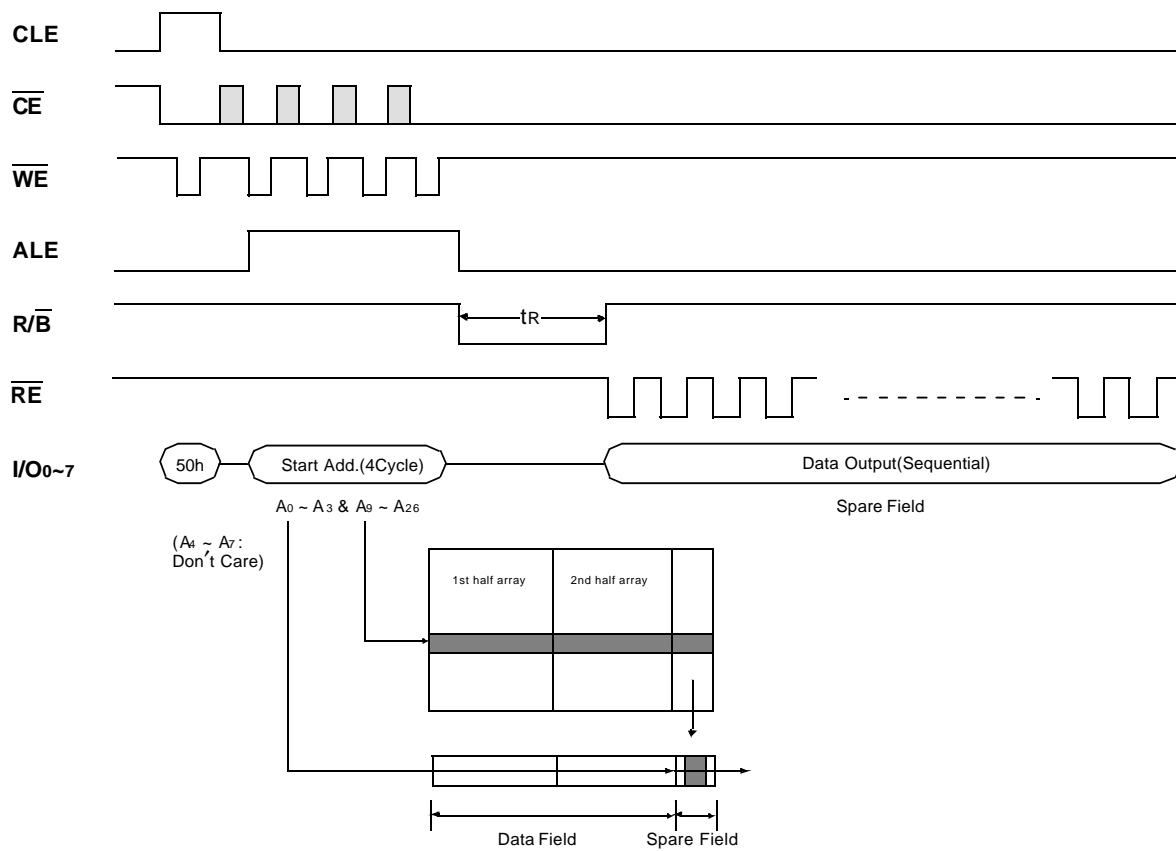 CLE
CE
WE
ALE
R/B
tR
RE
I/O0~7
50h
Start Add.(4Cycle)
Data Output(Sequential)
A0 ~ A3 & A9 ~ A26
Spare Field
(A4 ~ A7 :
Don't Care)
1st half array
2nd half array
Data Field
Spare Field